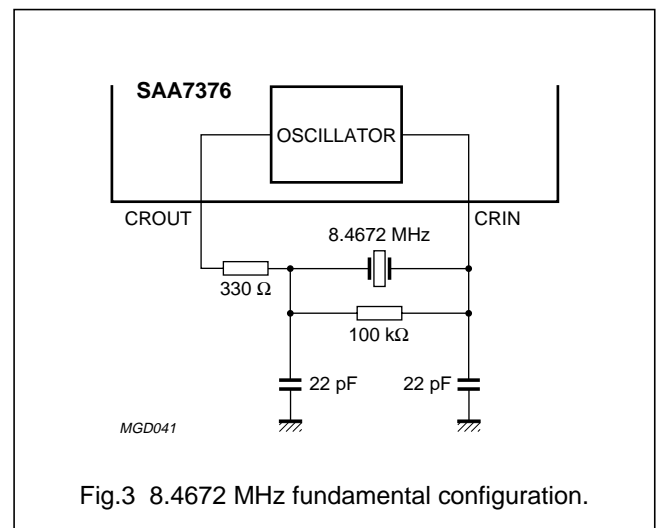 SAA7376
OSCILLATOR
CROUT
CRIN
8.4672 MHz
330 Ω
100 kΩ
22 pF
22 pF
MGD041
Fig.3 8.4672 MHz fundamental configuration.